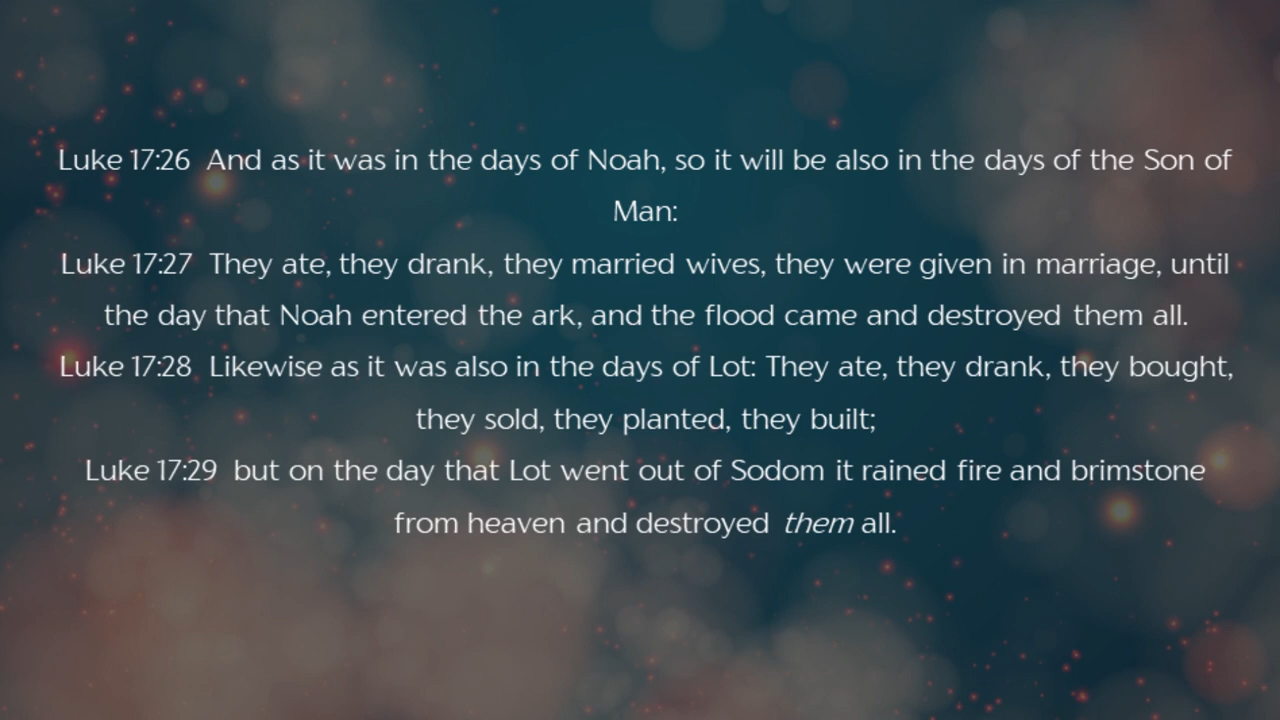 Luke 17:26 And as it was in the days of Noah, so it will be also in the days of the Son of
Man:
Luke 17:27 They ate, they drank, they married wives, they were given in marriage, until
the day that Noah entered the ark, and the flood came and destroyed them all.
Luke 17:28 Likewise as it was also in the days of Lot: They ate, they drank, they bought,
they sold, they planted, they built;
Luke 17:29 but on the day that Lot went out of Sodom it rained fire and brimstone
from heaven and destroyed them all.